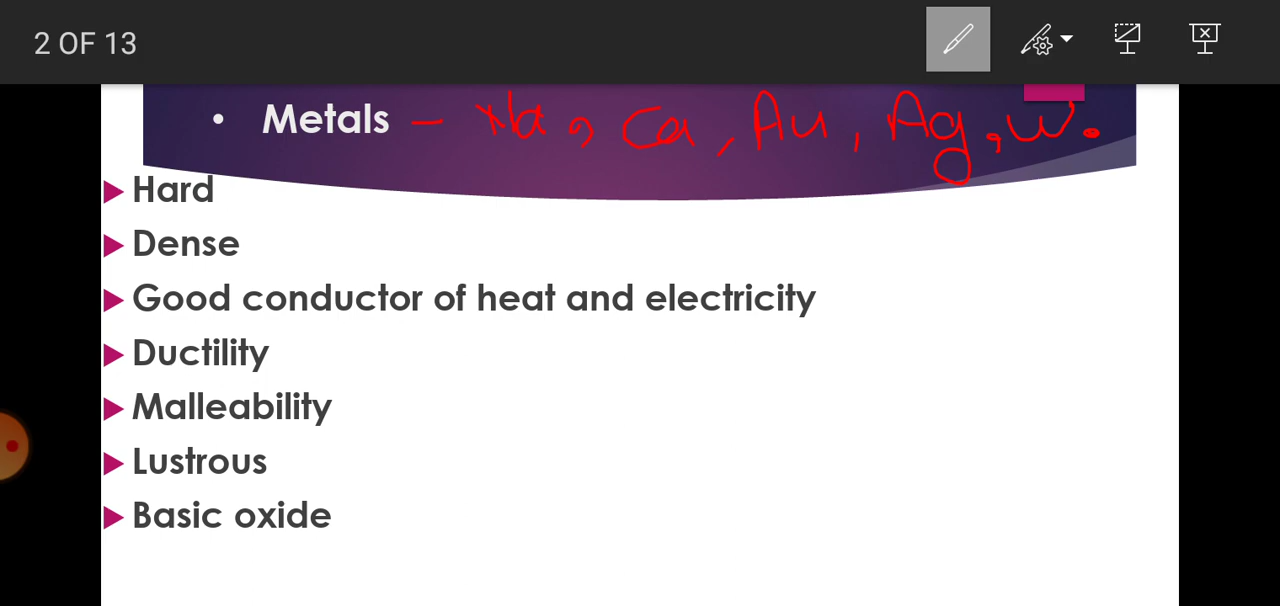 2 OF 13
• Metals – Na, Ca, Au, Ag, W.
Hard
Dense
Good conductor of heat and electricity
Ductility
Malleability
Lustrous
Basic oxide